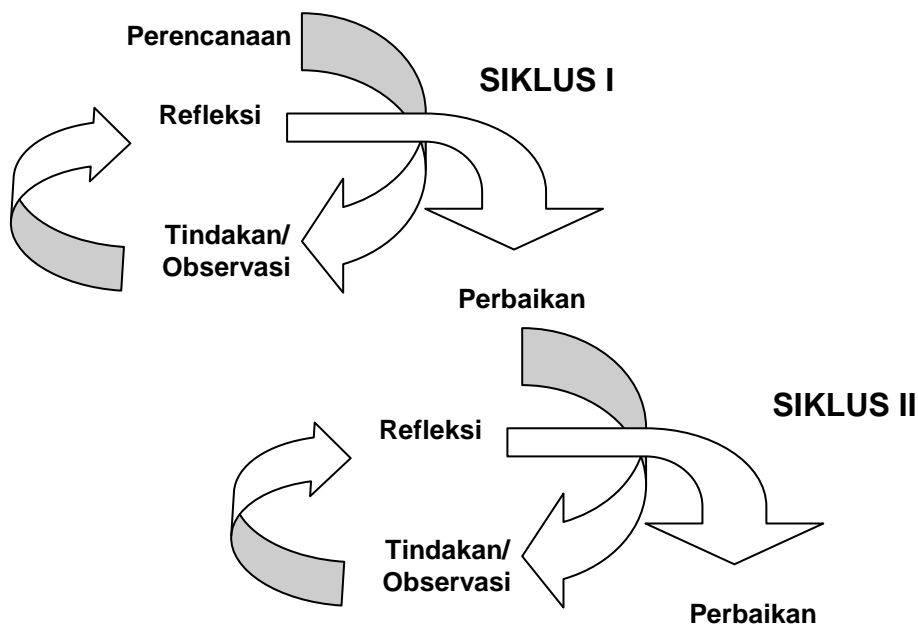 Perencanaan
SIKLUS I
Refleksi
Tindakan/
Observasi
Perbaikan
SIKLUS II
Refleksi
Tindakan/
Observasi
Perbaikan